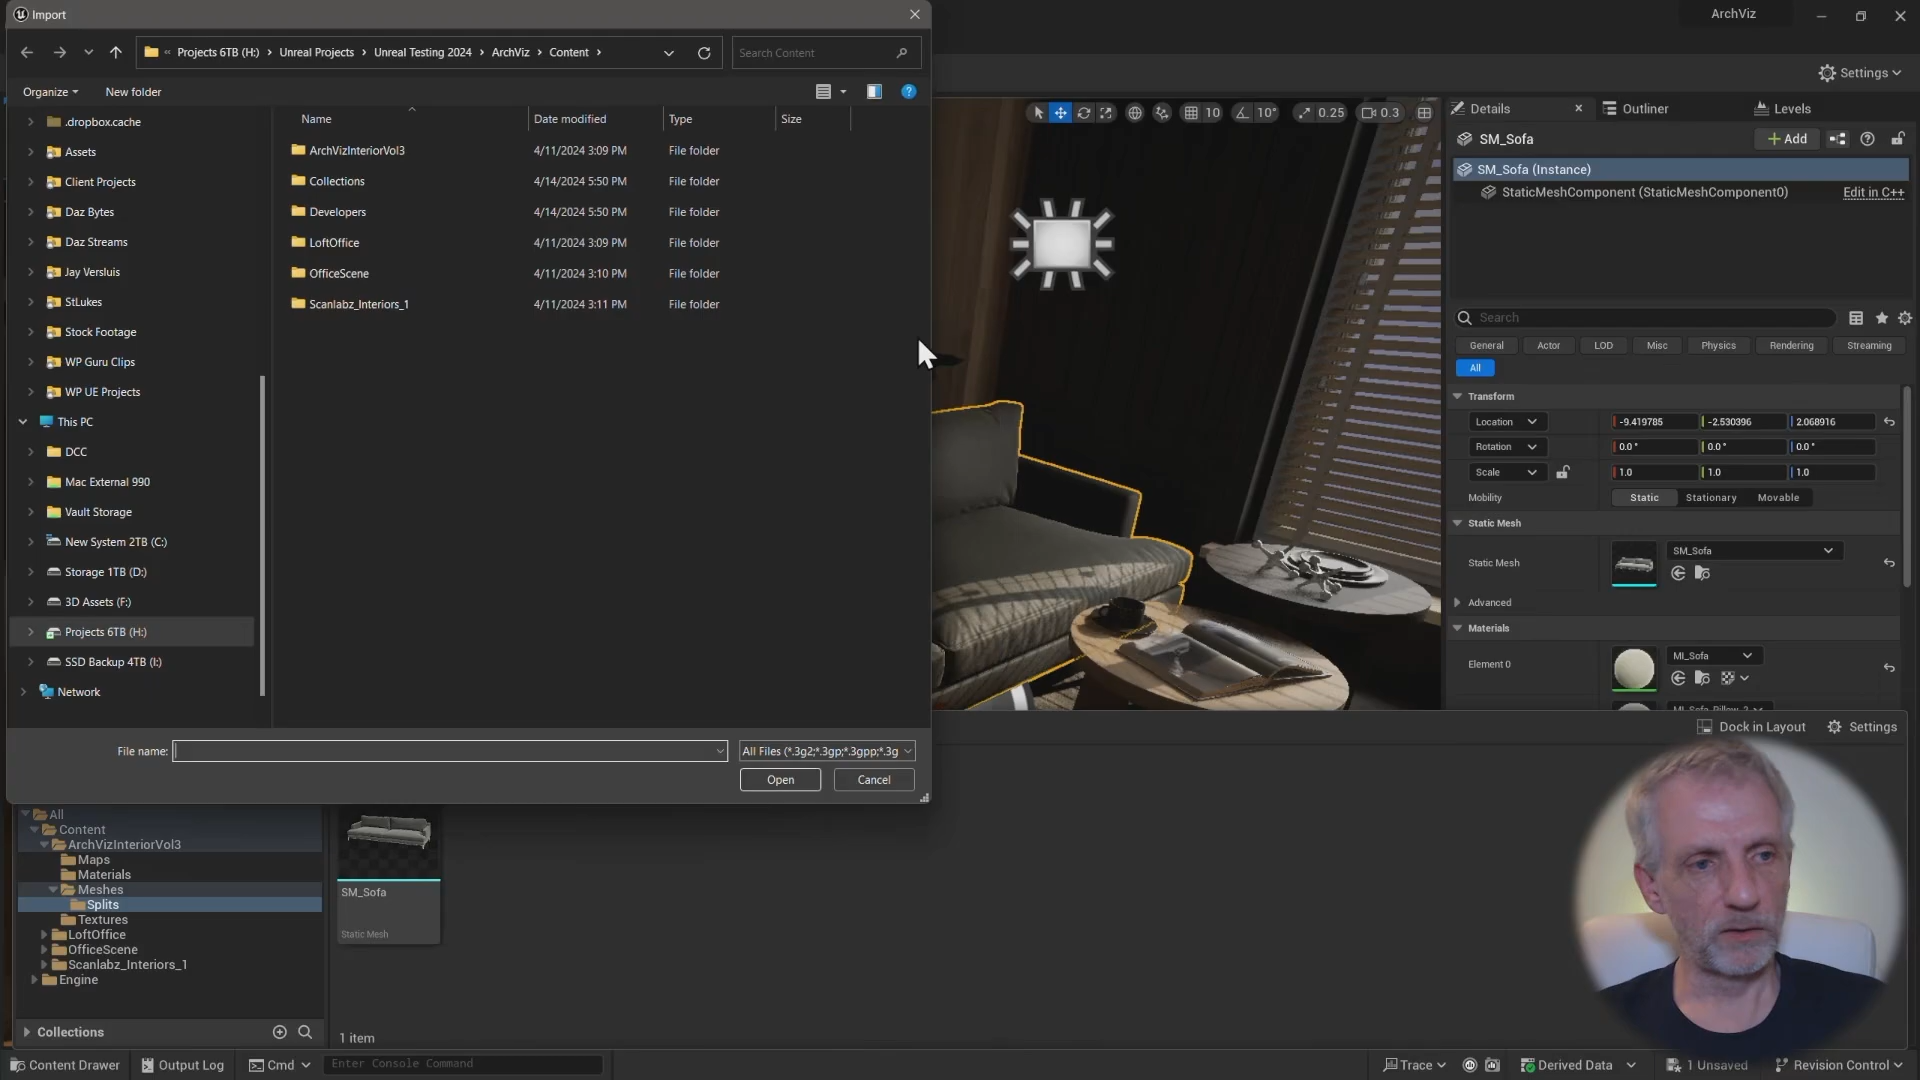 Import
ArchViz
Projects 6TB (H:) › Unreal Projects › Unreal Testing 2024 › ArchViz › Content ›
Search Content
Settings
Organize
New folder
Name
Date modified
Type
Size
.dropbox.cache
Assets
Client Projects
Daz Bytes
Daz Streams
Jay Versluis
StLukes
Stock Footage
WP Guru Clips
WP UE Projects
This PC
DCC
Mac External 990
Vault Storage
New System 2TB (C:)
Storage 1TB (D:)
3D Assets (F:)
Projects 6TB (H:)
SSD Backup 4TB (I:)
Network
ArchVizInteriorVol3 4/11/2024 3:09 PM File folder
Collections 4/14/2024 5:50 PM File folder
Developers 4/14/2024 5:50 PM File folder
LoftOffice 4/11/2024 3:09 PM File folder
OfficeScene 4/11/2024 3:10 PM File folder
Scanlabz_Interiors_1 4/11/2024 3:11 PM File folder
File name:
All Files (*.3g2;*.3gp;*.3gpp;*.3g
Open
Cancel
10
10°
0.25
0.3
Details
Outliner
Levels
SM_Sofa
Add
SM_Sofa (Instance)
StaticMeshComponent (StaticMeshComponent0)
Edit in C++
Search
General
Actor
LOD
Misc
Physics
Rendering
Streaming
All
Transform
Location -9.419785 -2.530396 2.068916
Rotation 0.0° 0.0° 0.0°
Scale 1.0 1.0 1.0
Mobility Static Stationary Movable
Static Mesh
Static Mesh
SM_Sofa
Advanced
Materials
Element 0
MI_Sofa
MI_Sofa_Pillow_2
Dock in Layout
Settings
All
Content
ArchVizInteriorVol3
Maps
Materials
Meshes
Splits
Textures
LoftOffice
OfficeScene
Scanlabz_Interiors_1
Engine
Collections
SM_Sofa
Static Mesh
1 item
Content Drawer
Output Log
Cmd
Enter Console Command
Trace
Derived Data
1 Unsaved
Revision Control